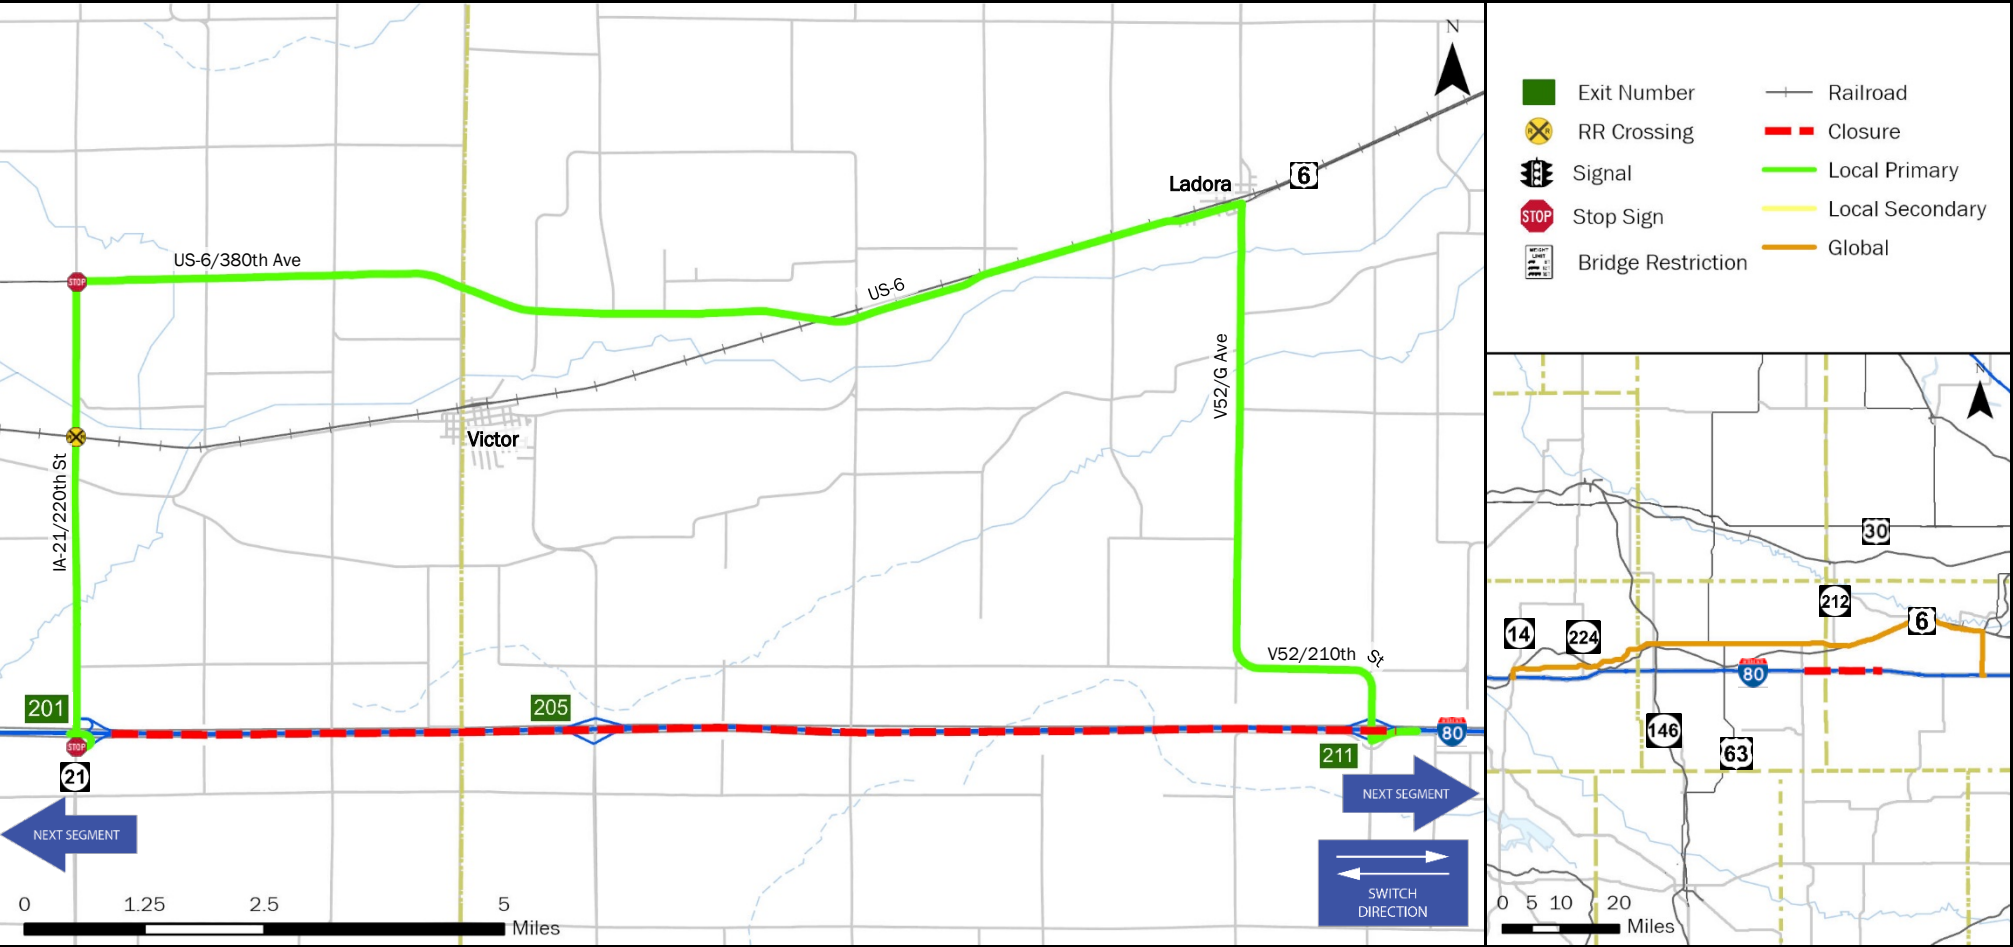 N
Ladora
6
US-6/380th Ave
STOP
US-6
V52/G Ave
Victor
IA-21/220th St
V52/210th St
201
205
STOP
21
211
80
NEXT SEGMENT
NEXT SEGMENT
SWITCH
DIRECTION
0 1.25 2.5 5
Miles
Exit Number
Railroad
RR Crossing
Closure
Signal
Local Primary
STOP Stop Sign
Local Secondary
WEIGHT
LIMIT
Bridge Restriction
Global
N
30
212
6
14
224
80
146
63
0 5 10 20
Miles